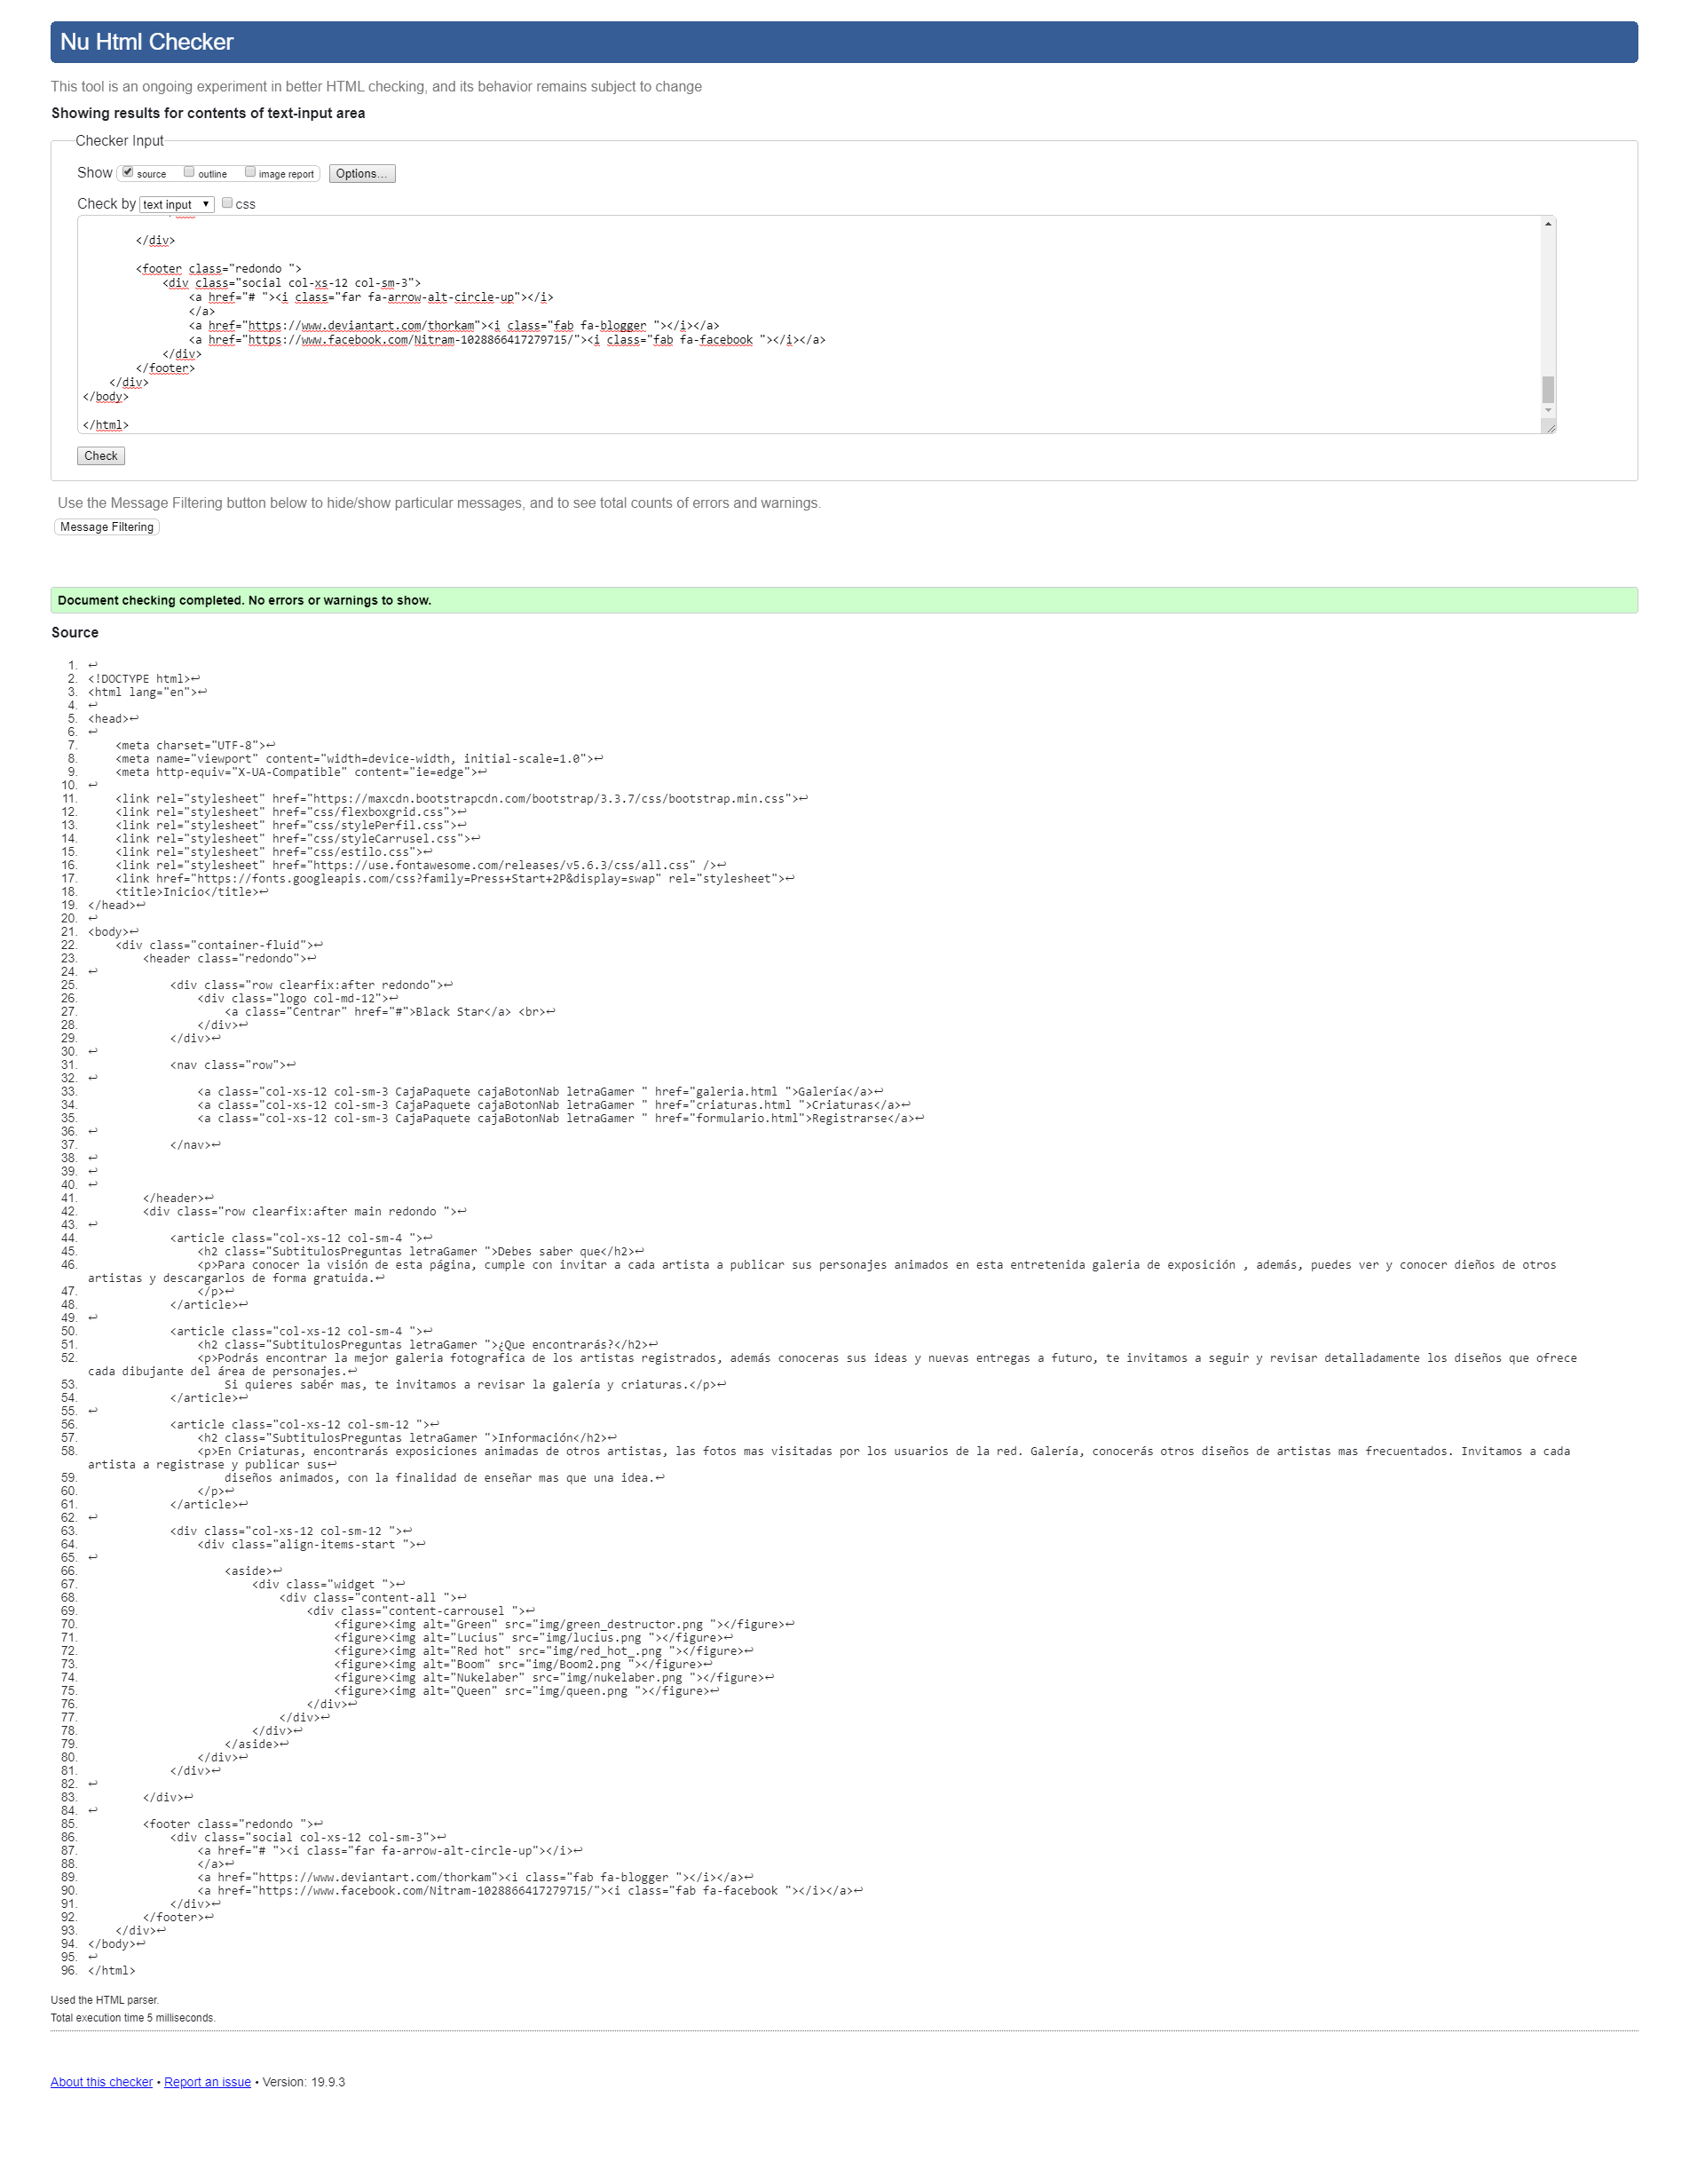 Nu Html Checker
This tool is an ongoing experiment in better HTML checking, and its behavior remains subject to change
Showing results for contents of text-input area
Checker Input
Show source outline image report Options...
Check by text input css
</div>
<footer class="redondo ">
<div class="social col-xs-12 col-sm-3">
<a href="# "><i class="far fa-arrow-alt-circle-up"></i>
</a>
<a href="https://www.deviantart.com/thorkam"><i class="fab fa-blogger "></i></a>
<a href="https://www.facebook.com/Nitram-1028866417279715/"><i class="fab fa-facebook "></i></a>
</div>
</footer>
</div>
</body>
</html>
Check
Use the Message Filtering button below to hide/show particular messages, and to see total counts of errors and warnings.
Message Filtering
Document checking completed. No errors or warnings to show.
Source
1. ↩
2. <!DOCTYPE html>↩
3. <html lang="en">↩
4. ↩
5. <head>↩
6. ↩
7. <meta charset="UTF-8">↩
8. <meta name="viewport" content="width=device-width, initial-scale=1.0">↩
9. <meta http-equiv="X-UA-Compatible" content="ie=edge">↩
10. ↩
11. <link rel="stylesheet" href="https://maxcdn.bootstrapcdn.com/bootstrap/3.3.7/css/bootstrap.min.css">↩
12. <link rel="stylesheet" href="css/flexboxgrid.css">↩
13. <link rel="stylesheet" href="css/stylePerfil.css">↩
14. <link rel="stylesheet" href="css/styleCarrusel.css">↩
15. <link rel="stylesheet" href="css/estilo.css">↩
16. <link rel="stylesheet" href="https://use.fontawesome.com/releases/v5.6.3/css/all.css" />↩
17. <link href="https://fonts.googleapis.com/css?family=Press+Start+2P&display=swap" rel="stylesheet">↩
18. <title>Inicio</title>↩
19. </head>↩
20. ↩
21. <body>↩
22. <div class="container-fluid">↩
23. <header class="redondo">↩
24. ↩
25. <div class="row clearfix:after redondo">↩
26. <div class="logo col-md-12">↩
27. <a class="Centrar" href="#">Black Star</a> <br>↩
28. </div>↩
29. </div>↩
30. ↩
31. <nav class="row">↩
32. ↩
33. <a class="col-xs-12 col-sm-3 CajaPaquete cajaBotonNab letraGamer " href="galeria.html ">Galería</a>↩
34. <a class="col-xs-12 col-sm-3 CajaPaquete cajaBotonNab letraGamer " href="criaturas.html ">Criaturas</a>↩
35. <a class="col-xs-12 col-sm-3 CajaPaquete cajaBotonNab letraGamer " href="formulario.html">Registrarse</a>↩
36. ↩
37. </nav>↩
38. ↩
39. ↩
40. ↩
41. </header>↩
42. <div class="row clearfix:after main redondo ">↩
43. ↩
44. <article class="col-xs-12 col-sm-4 ">↩
45. <h2 class="SubtitulosPreguntas letraGamer ">Debes saber que</h2>↩
46. <p>Para conocer la visión de esta página, cumple con invitar a cada artista a publicar sus personajes animados en esta entretenida galeria de exposición , además, puedes ver y conocer dieños de otros
artistas y descargarlos de forma gratuida.↩
47. </p>↩
48. </article>↩
49. ↩
50. <article class="col-xs-12 col-sm-4 ">↩
51. <h2 class="SubtitulosPreguntas letraGamer ">¿Que encontrarás?</h2>↩
52. <p>Podrás encontrar la mejor galeria fotografica de los artistas registrados, además conoceras sus ideas y nuevas entregas a futuro, te invitamos a seguir y revisar detalladamente los diseños que ofrece
cada dibujante del área de personajes.↩
53. Si quieres sabér mas, te invitamos a revisar la galería y criaturas.</p>↩
54. </article>↩
55. ↩
56. <article class="col-xs-12 col-sm-12 ">↩
57. <h2 class="SubtitulosPreguntas letraGamer ">Información</h2>↩
58. <p>En Criaturas, encontrarás exposiciones animadas de otros artistas, las fotos mas visitadas por los usuarios de la red. Galería, conocerás otros diseños de artistas mas frecuentados. Invitamos a cada
artista a registrase y publicar sus↩
59. diseños animados, con la finalidad de enseñar mas que una idea.↩
60. </p>↩
61. </article>↩
62. ↩
63. <div class="col-xs-12 col-sm-12 ">↩
64. <div class="align-items-start ">↩
65. ↩
66. <aside>↩
67. <div class="widget ">↩
68. <div class="content-all ">↩
69. <div class="content-carrousel ">↩
70. <figure><img alt="Green" src="img/green_destructor.png "></figure>↩
71. <figure><img alt="Lucius" src="img/lucius.png "></figure>↩
72. <figure><img alt="Red hot" src="img/red_hot_.png "></figure>↩
73. <figure><img alt="Boom" src="img/Boom2.png "></figure>↩
74. <figure><img alt="Nukelaber" src="img/nukelaber.png "></figure>↩
75. <figure><img alt="Queen" src="img/queen.png "></figure>↩
76. </div>↩
77. </div>↩
78. </div>↩
79. </aside>↩
80. </div>↩
81. </div>↩
82. ↩
83. </div>↩
84. ↩
85. <footer class="redondo ">↩
86. <div class="social col-xs-12 col-sm-3">↩
87. <a href="# "><i class="far fa-arrow-alt-circle-up"></i>↩
88. </a>↩
89. <a href="https://www.deviantart.com/thorkam"><i class="fab fa-blogger "></i></a>↩
90. <a href="https://www.facebook.com/Nitram-1028866417279715/"><i class="fab fa-facebook "></i></a>↩
91. </div>↩
92. </footer>↩
93. </div>↩
94. </body>↩
95. ↩
96. </html>
Used the HTML parser.
Total execution time 5 milliseconds.
About this checker • Report an issue • Version: 19.9.3